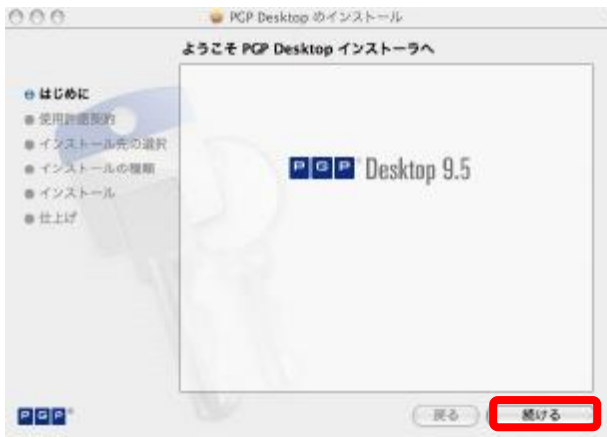 PGP Desktop のインストール
ようこそ PGP Desktop インストーラへ
はじめに
使用許諾契約
インストール先の選択
インストールの種類
インストール
仕上げ
PGP Desktop 9.5
PGP
戻る
続ける